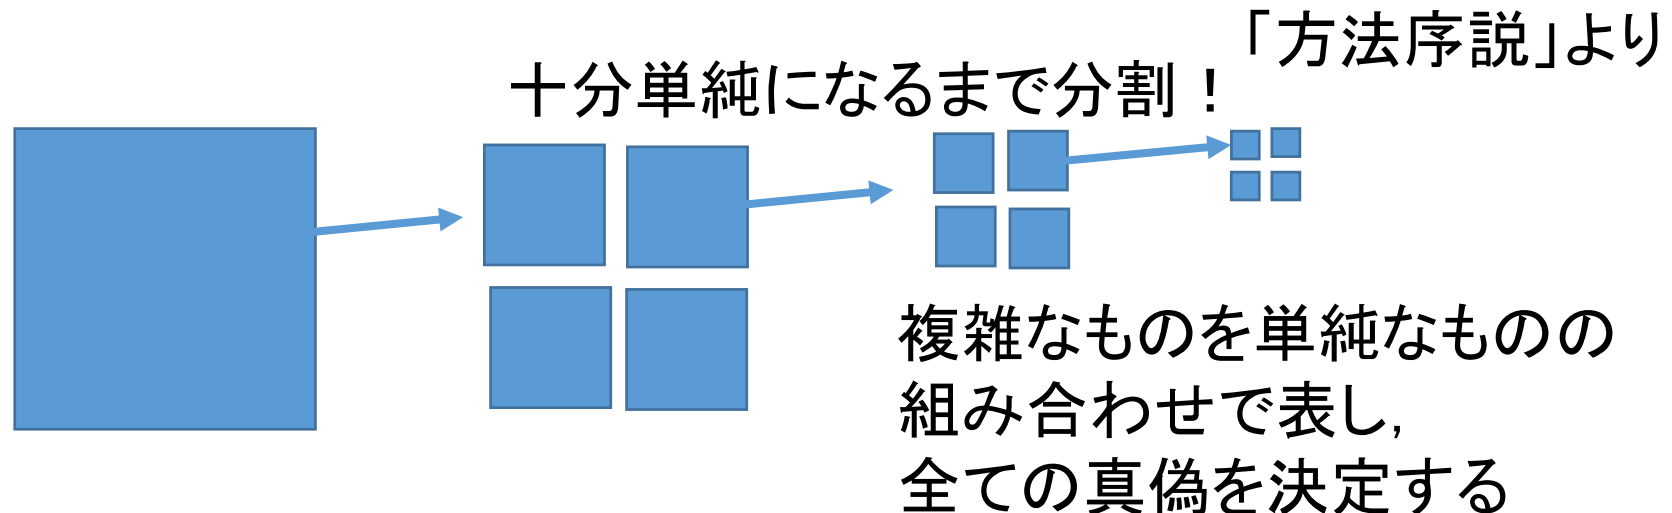 「方法序説」より
十分単純になるまで分割！
複雑なものを単純なものの
組み合わせで表し，
全ての真偽を決定する